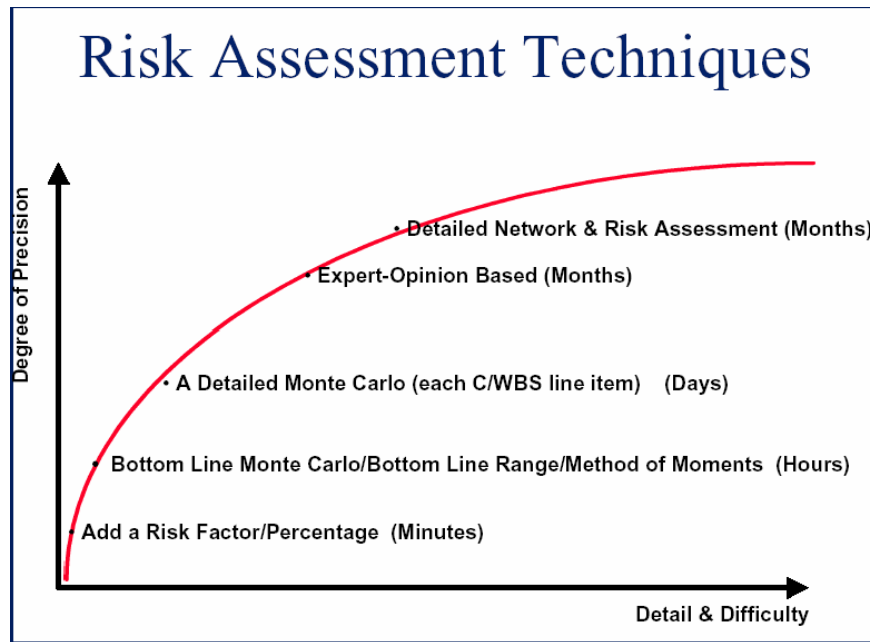 Risk Assessment Techniques
Degree of Precision
• Detailed Network & Risk Assessment (Months)
• Expert-Opinion Based (Months)
• A Detailed Monte Carlo (each C/WBS line item) (Days)
• Bottom Line Monte Carlo/Bottom Line Range/Method of Moments (Hours)
• Add a Risk Factor/Percentage (Minutes)
Detail & Difficulty